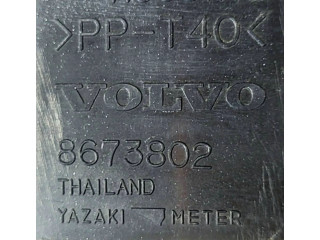 >PP-T40<
VOLVO
8673802
THAILAND
YAZAKI METER